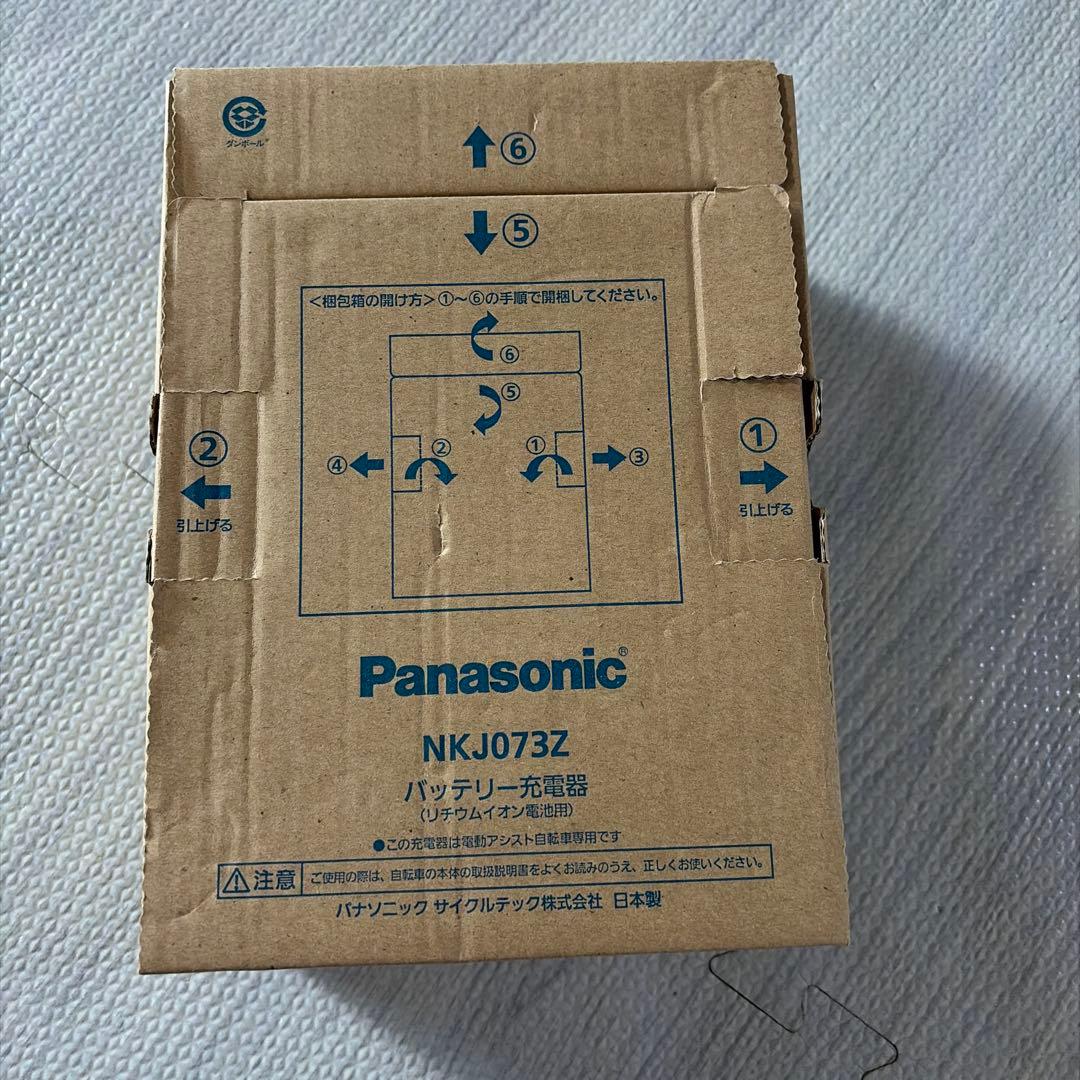 ダンボール
⑥
⑤
<梱包箱の開け方>①～⑥の手順で開梱してください。
⑥
⑤
② ①
④ ③
② ①
引上げる 引上げる
Panasonic®
NKJ073Z
バッテリー充電器
(リチウムイオン電池用)
●この充電器は電動アシスト自転車専用です
注意 ご使用の際は、自転車の本体の取扱説明書をよくお読みのうえ、正しくお使いください。
パナソニック サイクルテック株式会社 日本製